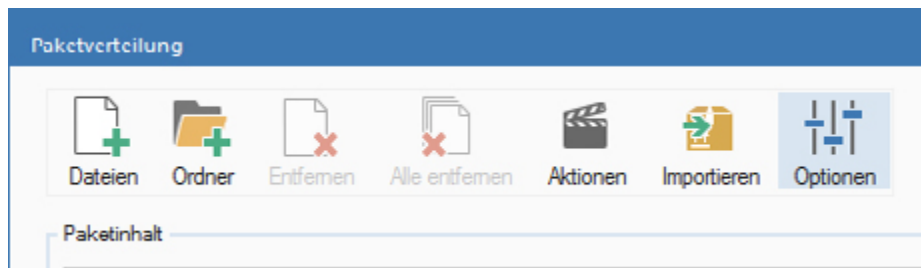 Paketverteilung
Dateien Ordner Entfernen Alle entfernen Aktionen Importieren Optionen
Paketinhalt